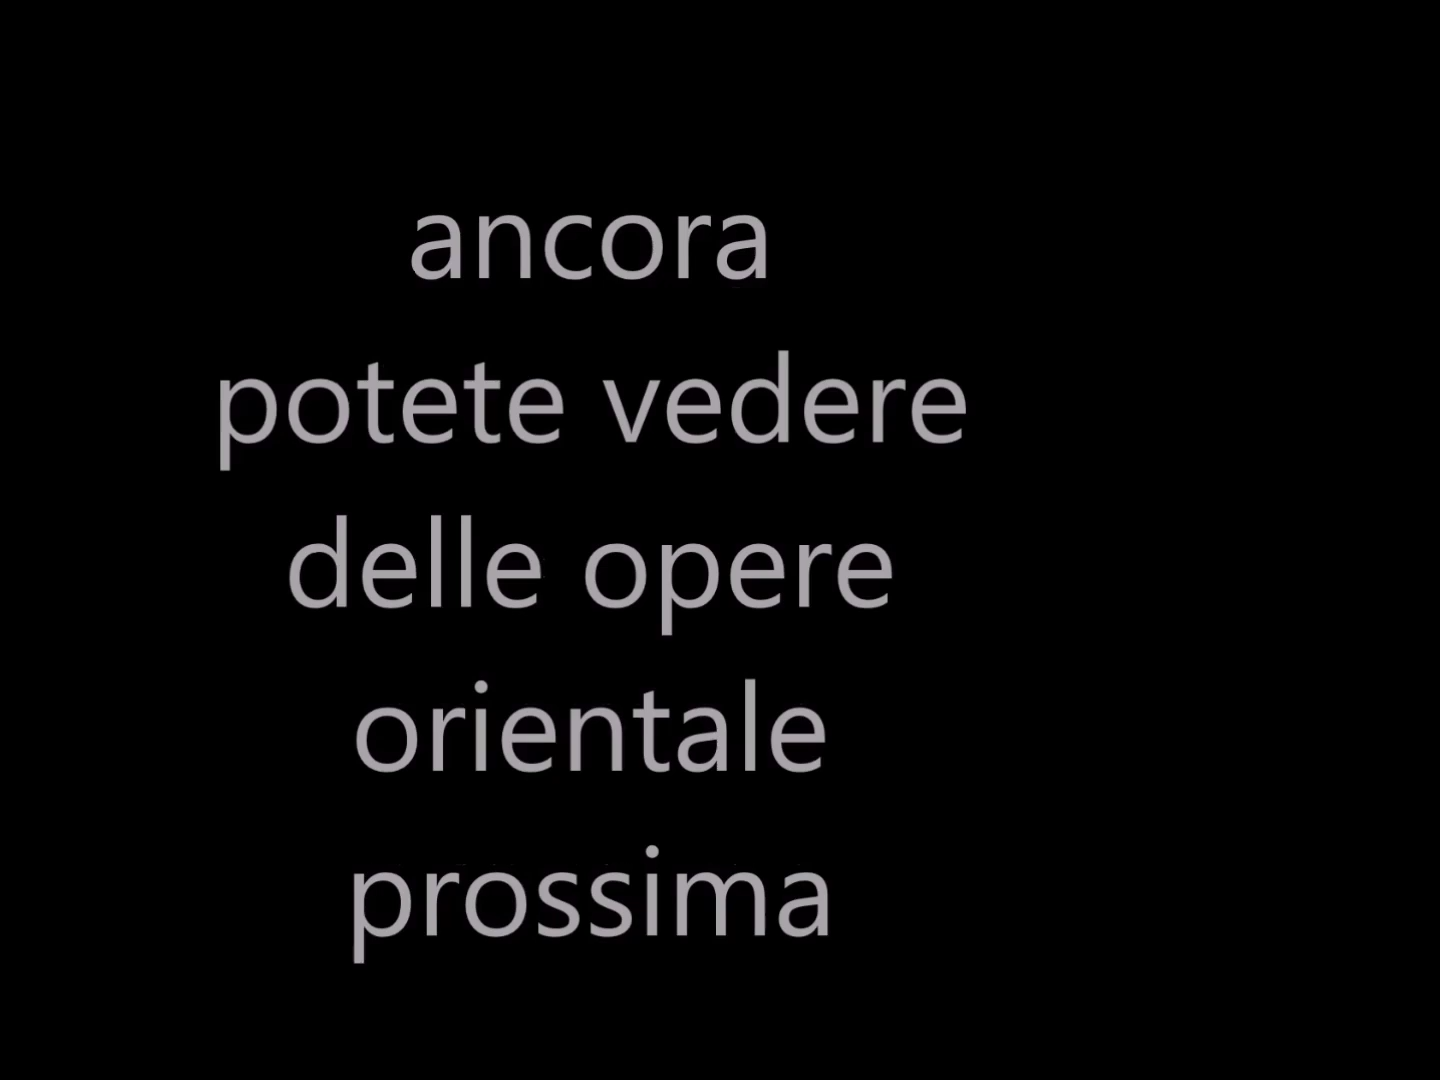 ancora
potete vedere
delle opere
orientale
prossima